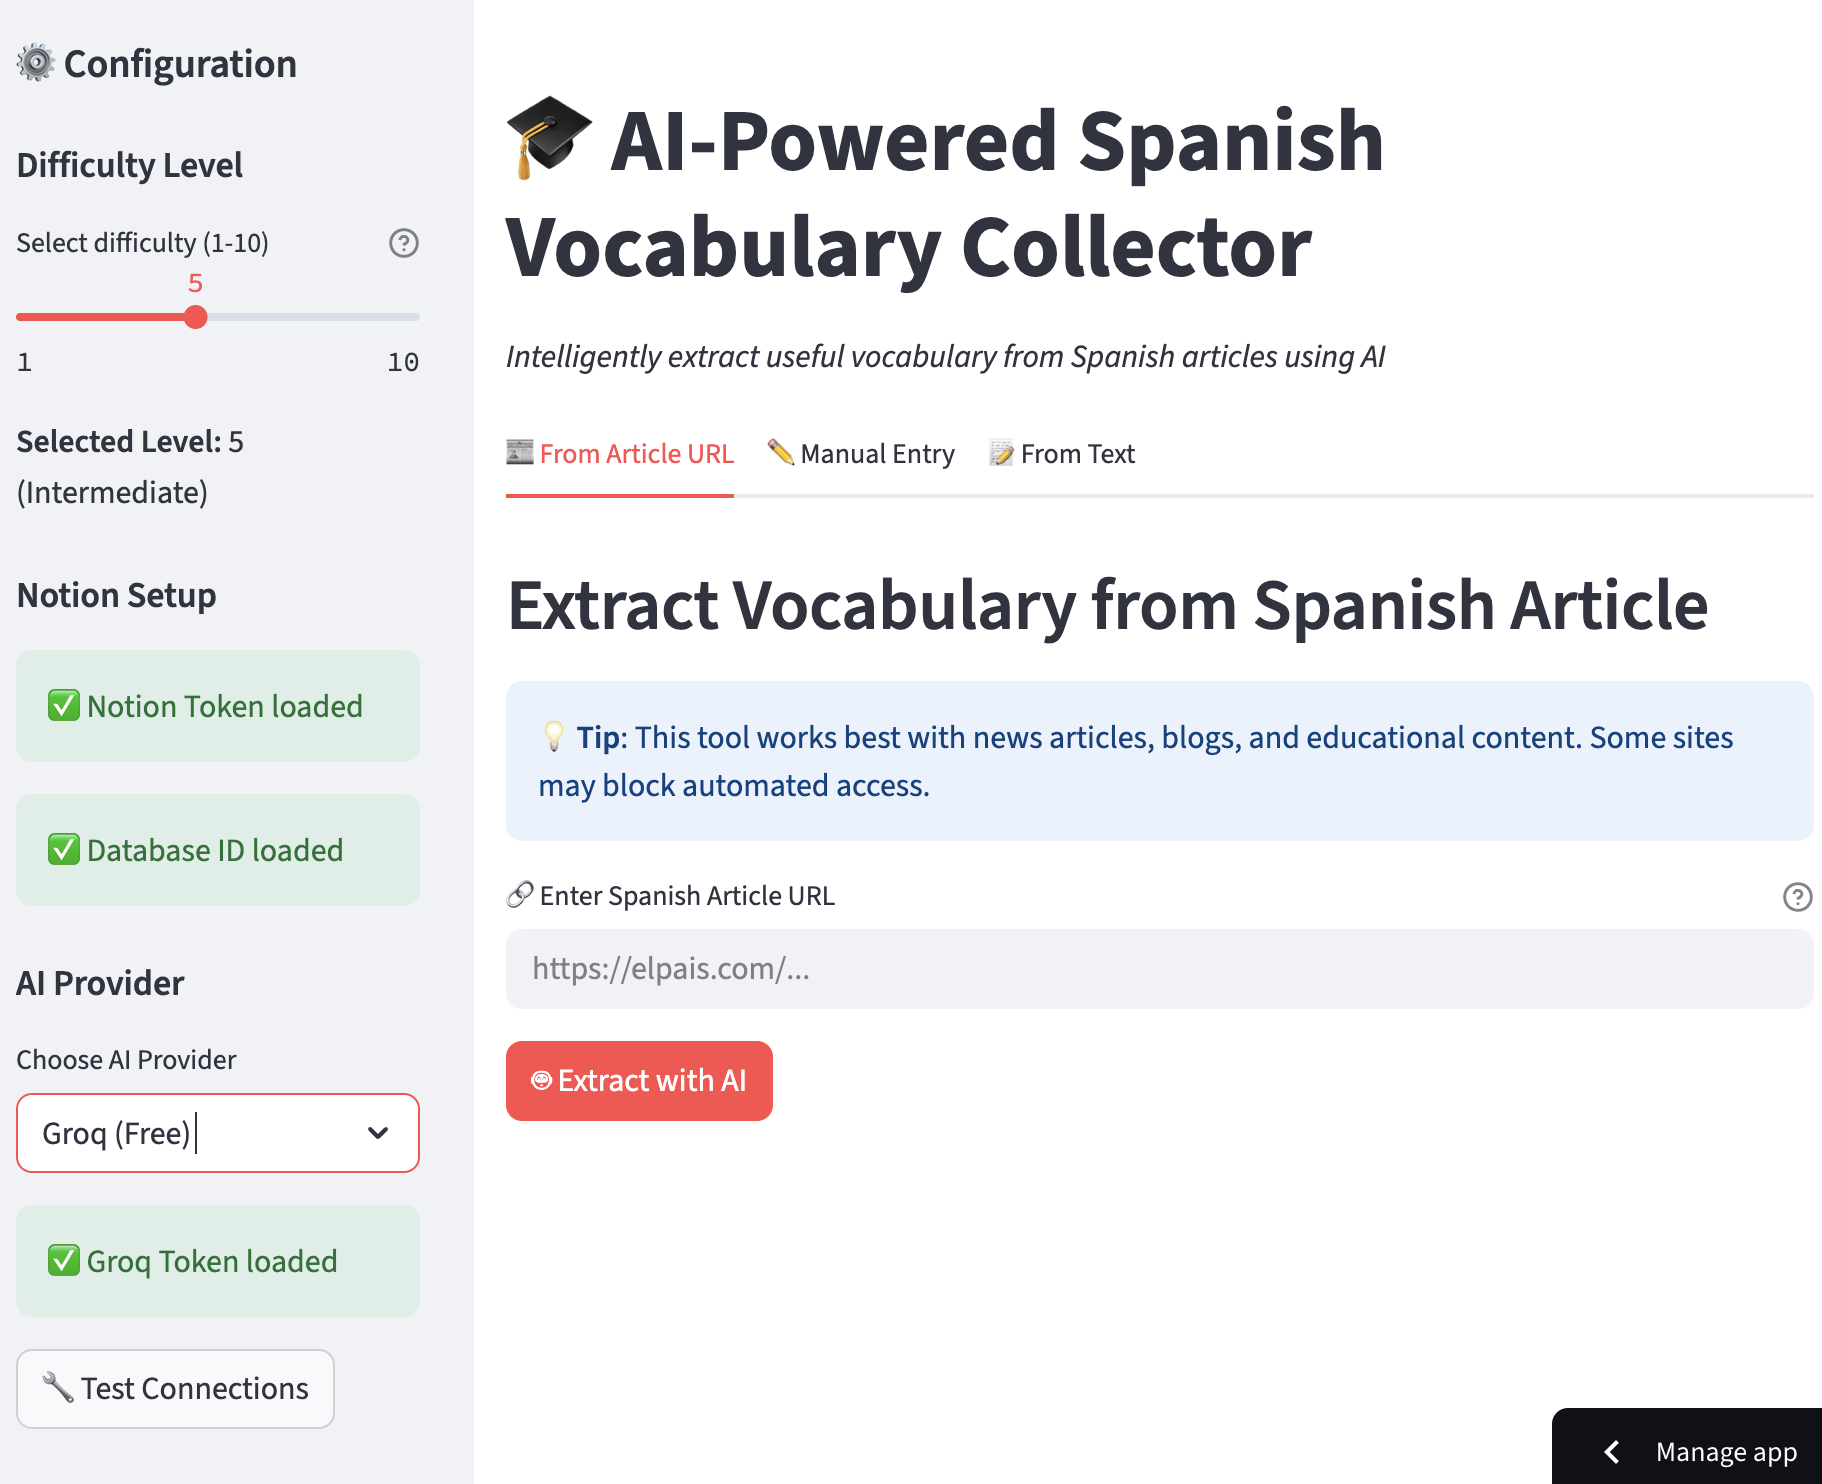 Configuration
Difficulty Level
Select difficulty (1-10)
5
1 10
Selected Level: 5
(Intermediate)
Notion Setup
Notion Token loaded
Database ID loaded
AI Provider
Choose AI Provider
Groq (Free)
Groq Token loaded
Test Connections
AI-Powered Spanish
Vocabulary Collector
Intelligently extract useful vocabulary from Spanish articles using AI
From Article URL Manual Entry From Text
Extract Vocabulary from Spanish Article
Tip: This tool works best with news articles, blogs, and educational content. Some sites
may block automated access.
Enter Spanish Article URL
https://elpais.com/...
Extract with AI
Manage app